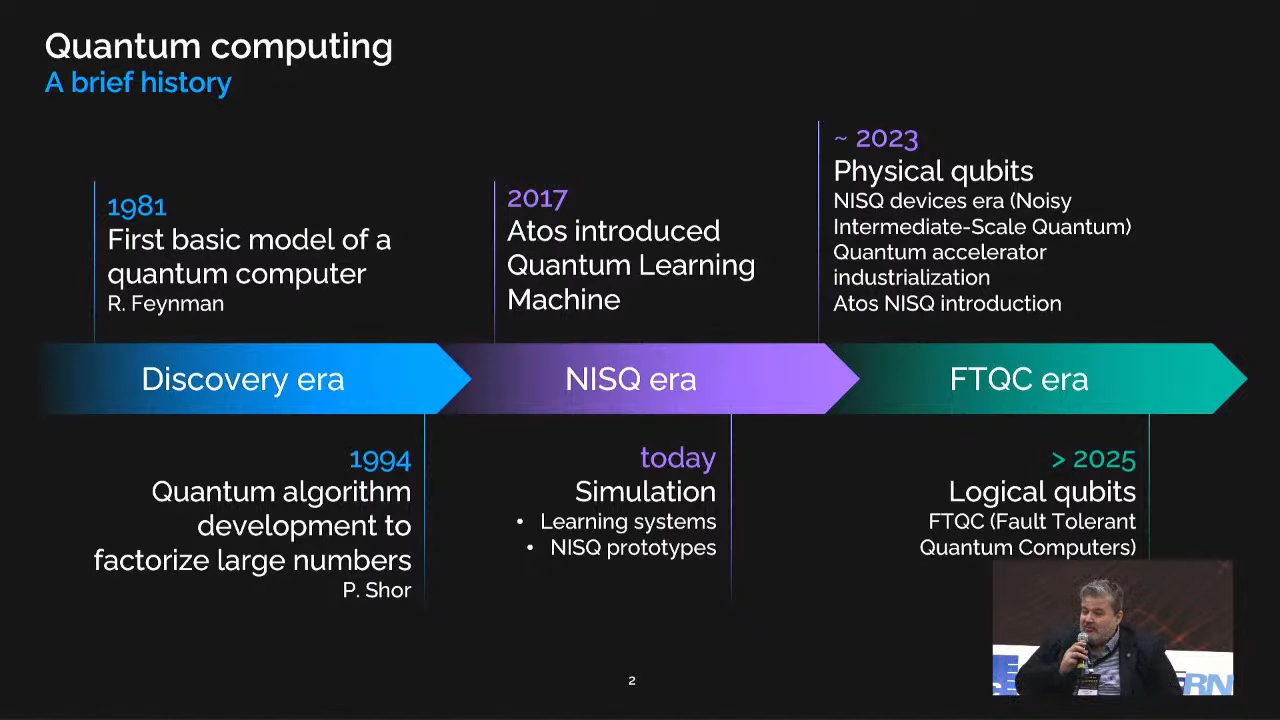 Quantum computing
A brief history
1981
First basic model of a
quantum computer
R. Feynman
2017
Atos introduced
Quantum Learning
Machine
~ 2023
Physical qubits
NISQ devices era (Noisy
Intermediate-Scale Quantum)
Quantum accelerator
industrialization
Atos NISQ introduction
Discovery era
NISQ era
FTQC era
1994
Quantum algorithm
development to
factorize large numbers
P. Shor
today
Simulation
• Learning systems
• NISQ prototypes
> 2025
Logical qubits
FTQC (Fault Tolerant
Quantum Computers)
2